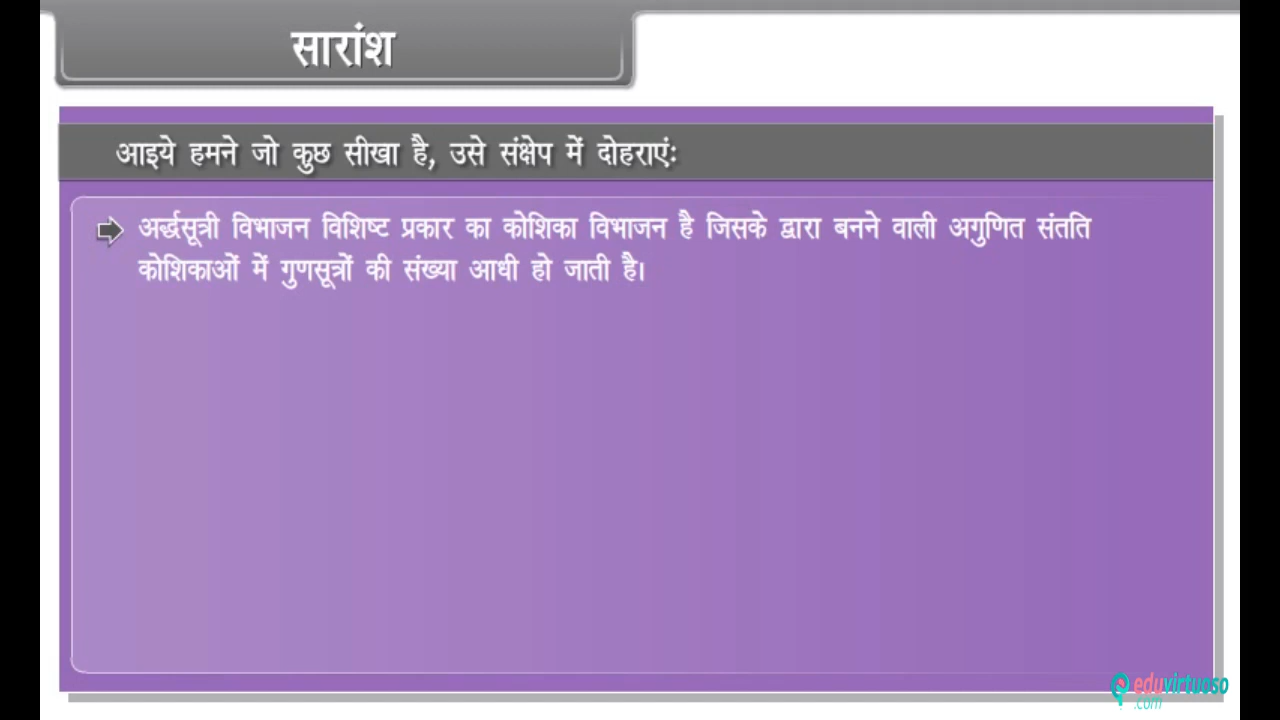 सारांश
आइये हमने जो कुछ सीखा है, उसे संक्षेप में दोहराएंः
अर्द्धसूत्री विभाजन विशिष्ट प्रकार का कोशिका विभाजन है जिसके द्वारा बनने वाली अगुणित संतति
कोशिकाओं में गुणसूत्रों की संख्या आधी हो जाती है।
eduvirtuoso
.com